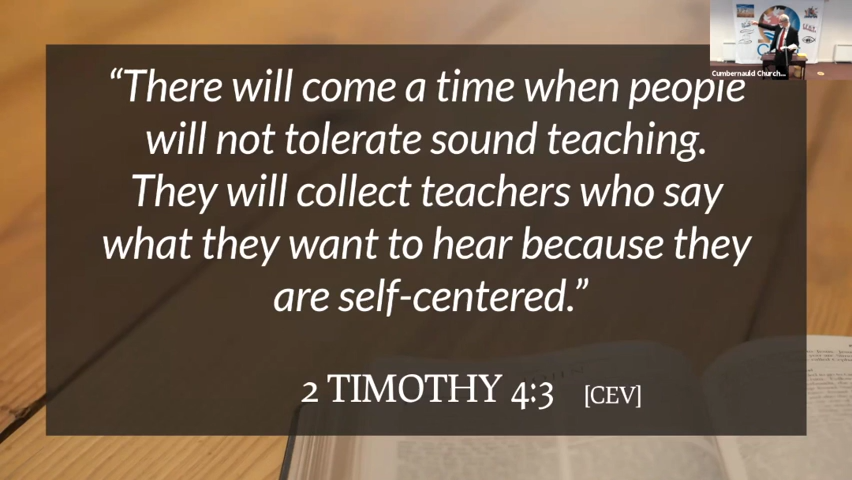 Cumbernauld Church...
“There will come a time when people
will not tolerate sound teaching.
They will collect teachers who say
what they want to hear because they
are self-centered.”
2 TIMOTHY 4:3 [CEV]